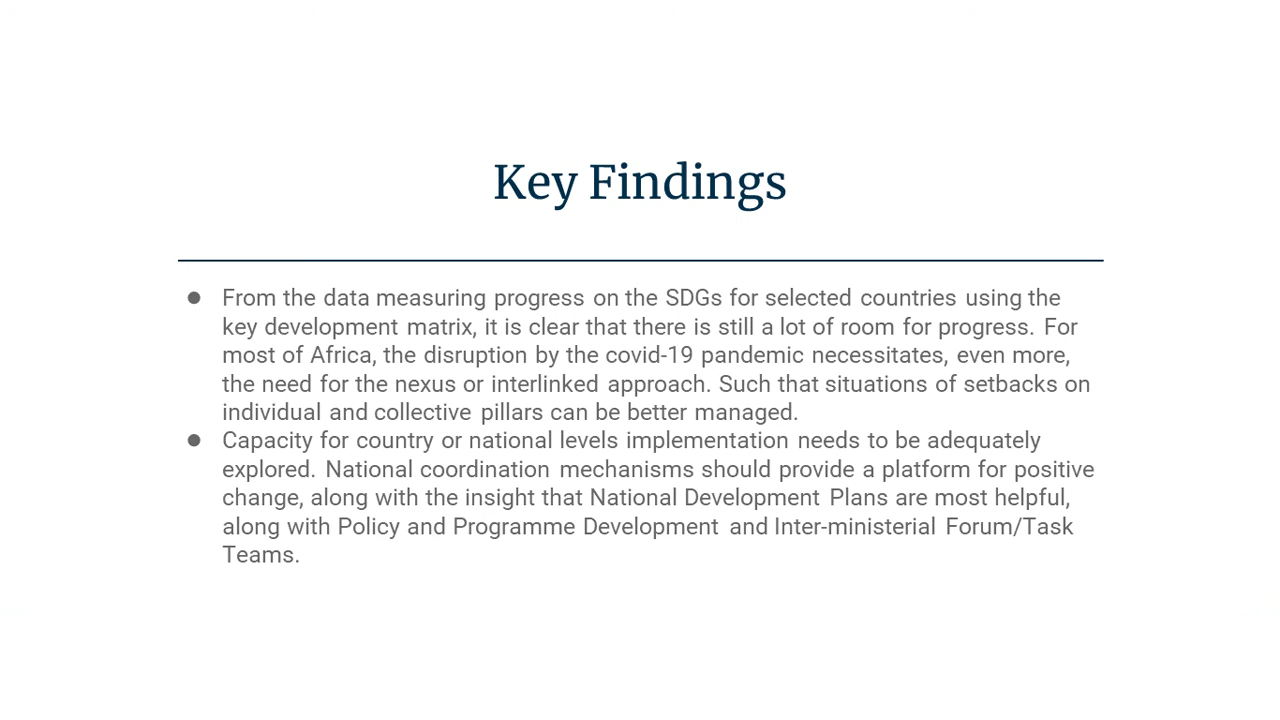 Key Findings
● From the data measuring progress on the SDGs for selected countries using the
key development matrix, it is clear that there is still a lot of room for progress. For
most of Africa, the disruption by the covid-19 pandemic necessitates, even more,
the need for the nexus or interlinked approach. Such that situations of setbacks on
individual and collective pillars can be better managed.
● Capacity for country or national levels implementation needs to be adequately
explored. National coordination mechanisms should provide a platform for positive
change, along with the insight that National Development Plans are most helpful,
along with Policy and Programme Development and Inter-ministerial Forum/Task
Teams.